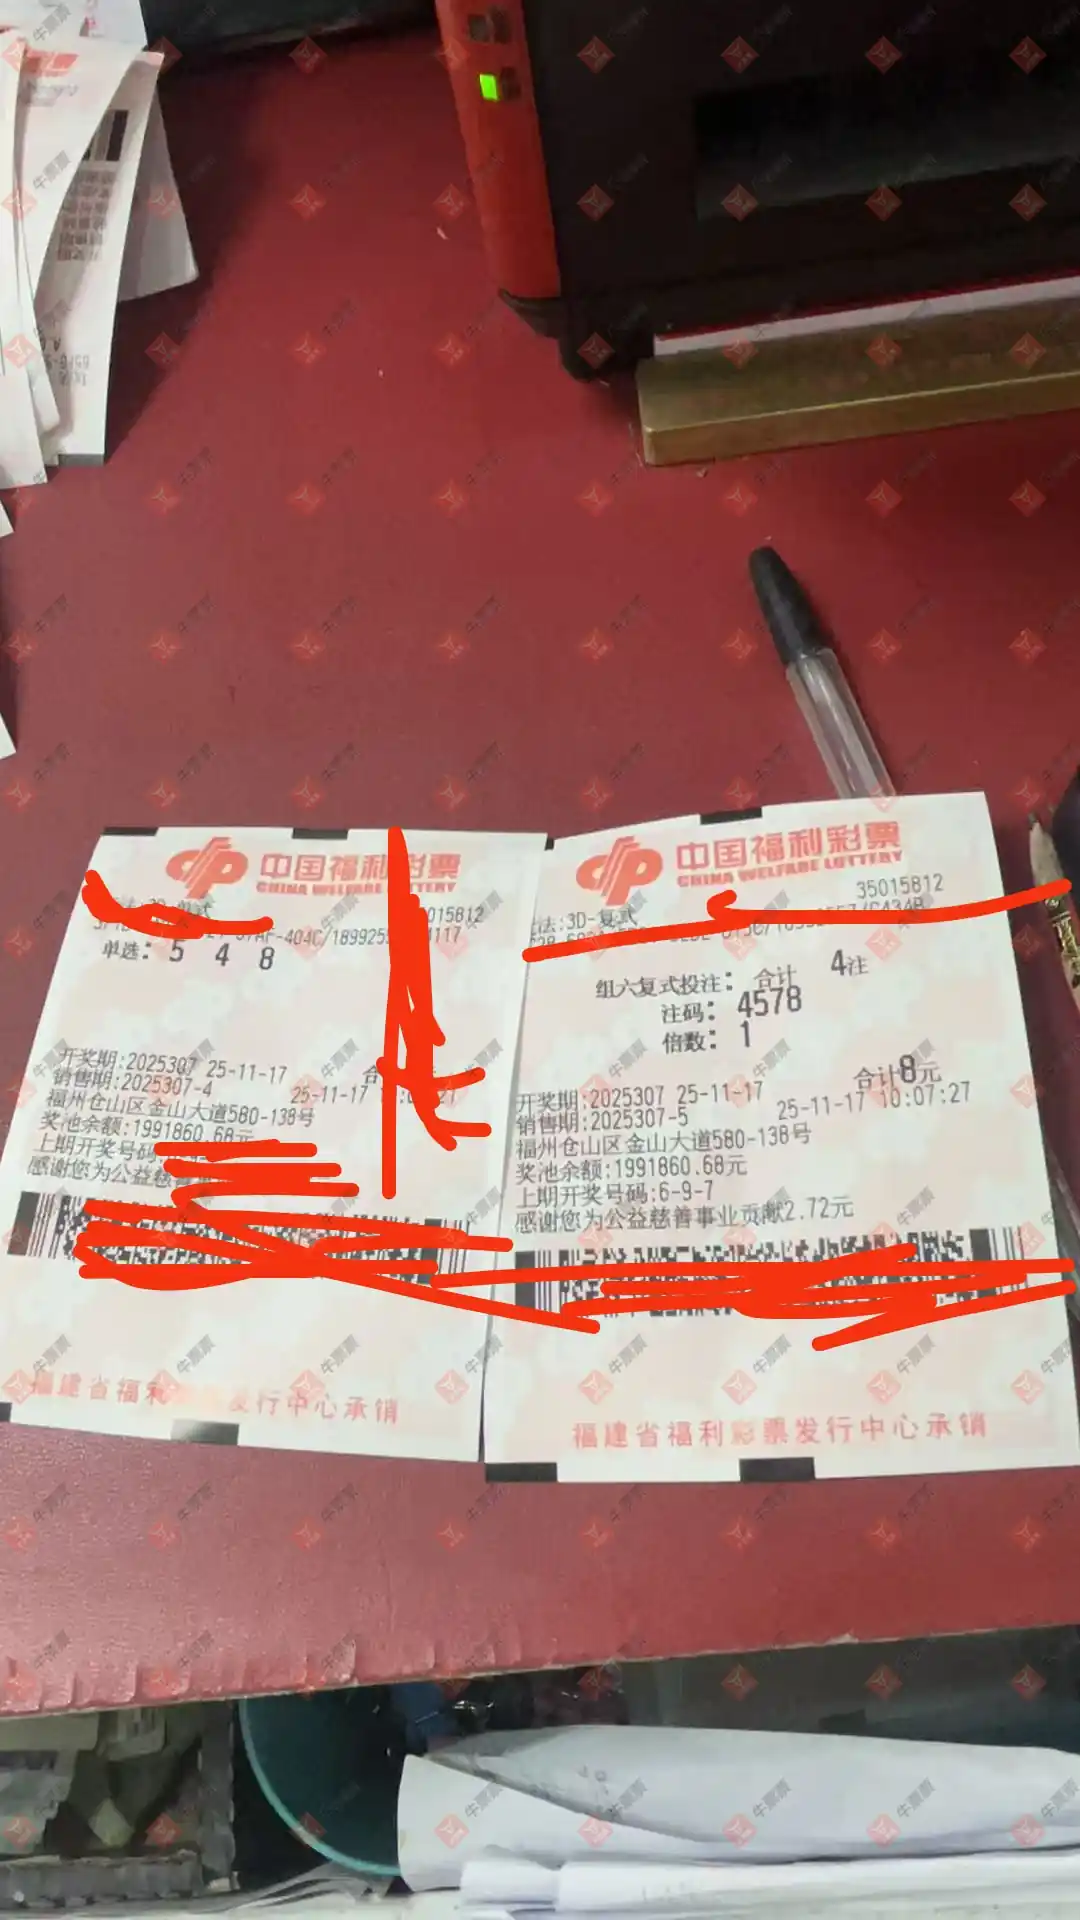 中国福利彩票
CHINA WELFARE LOTTERY
015812
单选: 5 4 8
开奖期:2025307 25-11-17
销售期:2025307-4
福州仓山区金山大道580-138号
奖池余额:1991860.68元
上期开奖号码:
感谢您为公益慈善
福建省福利 发行中心承销
中国福利彩票
CHINA WELFARE LOTTERY
35015812
法:3D-复式
组六复式投注: 合计 4注
注码: 4578
倍数: 1
合计8元
开奖期:2025307 25-11-17
销售期:2025307-5 25-11-17 10:07:27
福州仓山区金山大道580-138号
奖池余额:1991860.68元
上期开奖号码:6-9-7
感谢您为公益慈善事业贡献2.72元
福建省福利彩票发行中心承销
牛票票